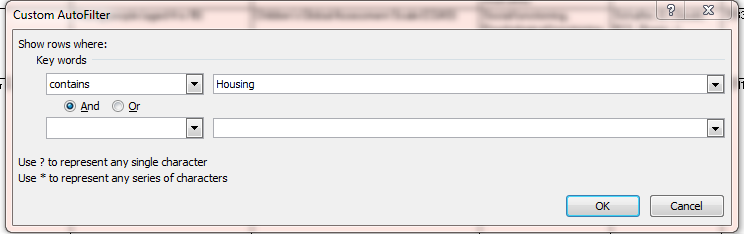 Custom AutoFilter
Show rows where:
Key words
contains
Housing
And Or
Use ? to represent any single character
Use * to represent any series of characters
OK Cancel